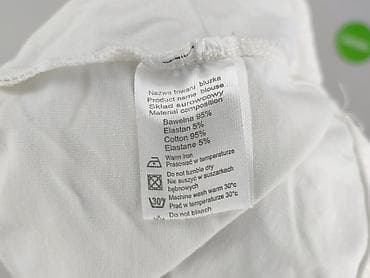 Nazwa towaru bluzka
Product name blouse
Skład surowcowy
Material composition
Bawełna 95%
Elastan 5%
Cotton 95%
Elastane 5%
Warm Iron
Prasować w temperaturze
Do not tumble dry
Nie suszyć w suszarkach
bębnowych
Machine wash warm 30°c
Prać w temperaturze 30°c
Do not bleach